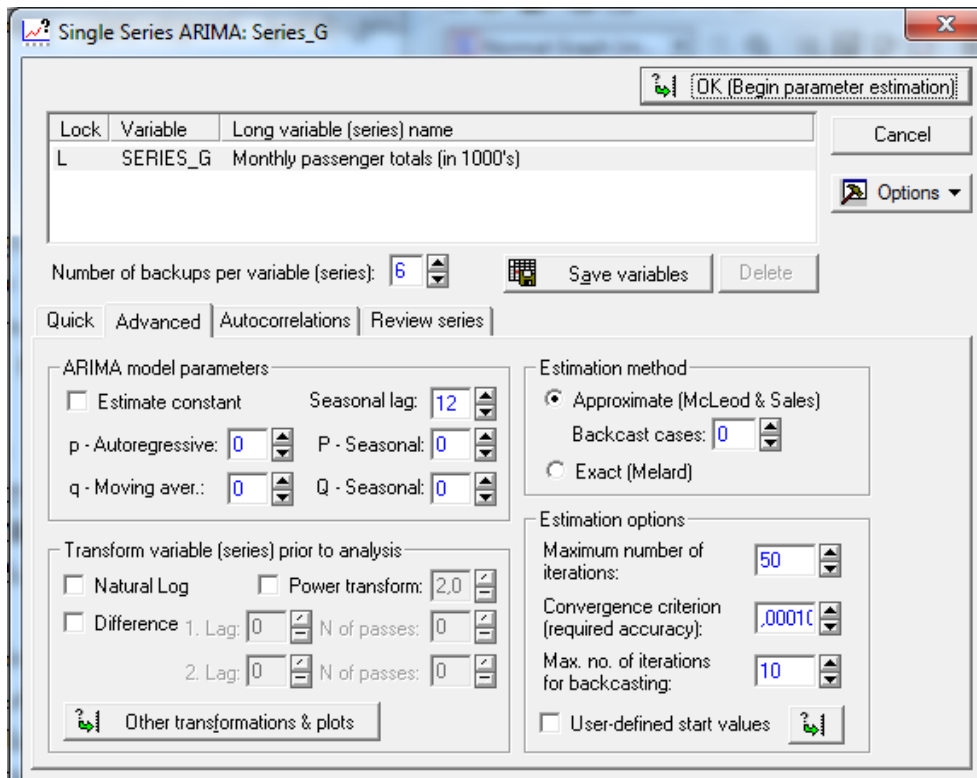 Single Series ARIMA: Series_G
OK (Begin parameter estimation)
Lock Variable Long variable (series) name
L SERIES_G Monthly passenger totals (in 1000's)
Cancel
Options
Number of backups per variable (series): 6 Save variables Delete
Quick Advanced Autocorrelations Review series
ARIMA model parameters
Estimate constant Seasonal lag: 12
p - Autoregressive: 0 P - Seasonal: 0
q - Moving aver.: 0 Q - Seasonal: 0
Transform variable (series) prior to analysis
Natural Log Power transform: 2,0
Difference 1. Lag: 0 N of passes: 0
2. Lag: 0 N of passes: 0
Other transformations & plots
Estimation method
Approximate (McLeod & Sales)
Backcast cases: 0
Exact (Melard)
Estimation options
Maximum number of
iterations: 50
Convergence criterion
(required accuracy): ,00010
Max. no. of iterations
for backcasting: 10
User-defined start values